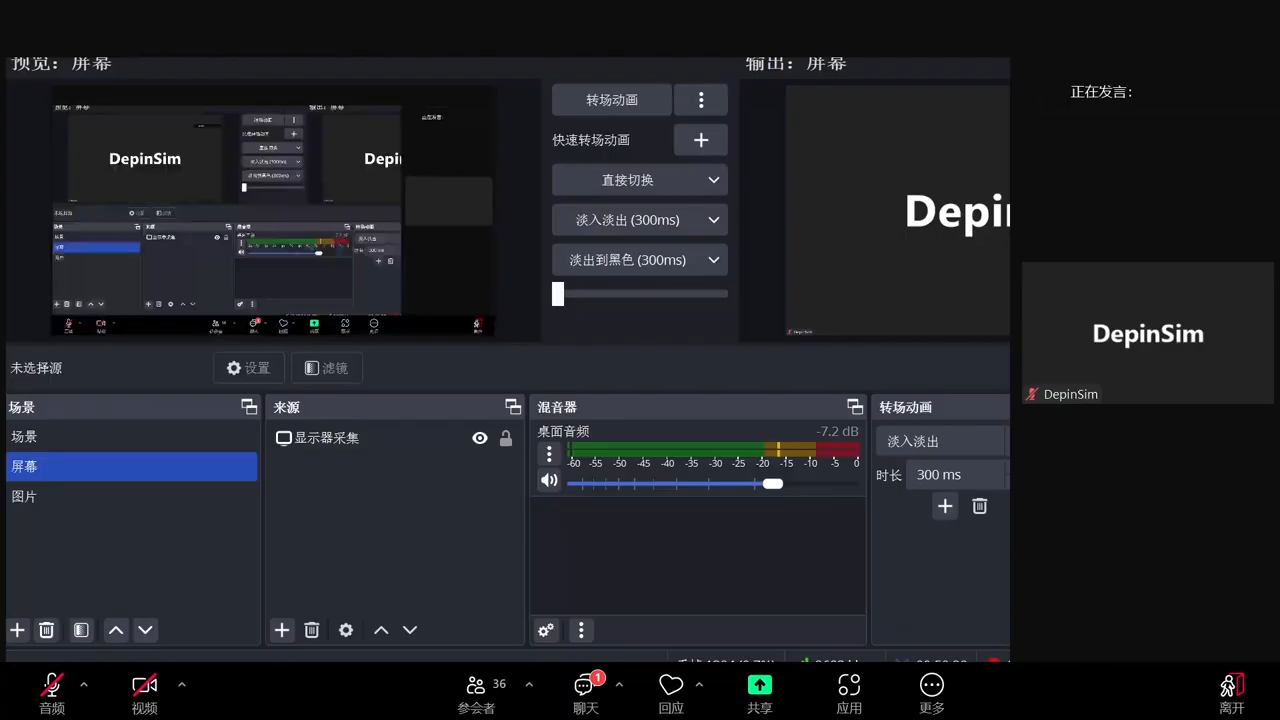 预览：屏幕
输出：屏幕
正在发言：
转场动画
快速转场动画
直接切换
淡入淡出 (300ms)
淡出到黑色 (300ms)
DepinSim
DepinSim
DepinSim
未选择源
设置
滤镜
场景
来源
混音器
转场动画
场景
屏幕
图片
显示器采集
桌面音频
-7.2 dB
-60 -55 -50 -45 -40 -35 -30 -25 -20 -15 -10 -5 0
淡入淡出
时长 300 ms
音频
视频
36
参会者
1
聊天
回应
共享
应用
更多
离开